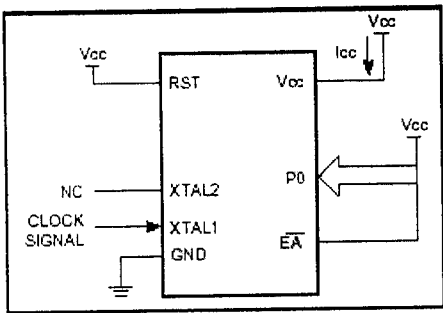 Vcc
Icc
Vcc
RST
Vcc
Vcc
P0
NC
XTAL2
CLOCK
SIGNAL
XTAL1
EA
GND